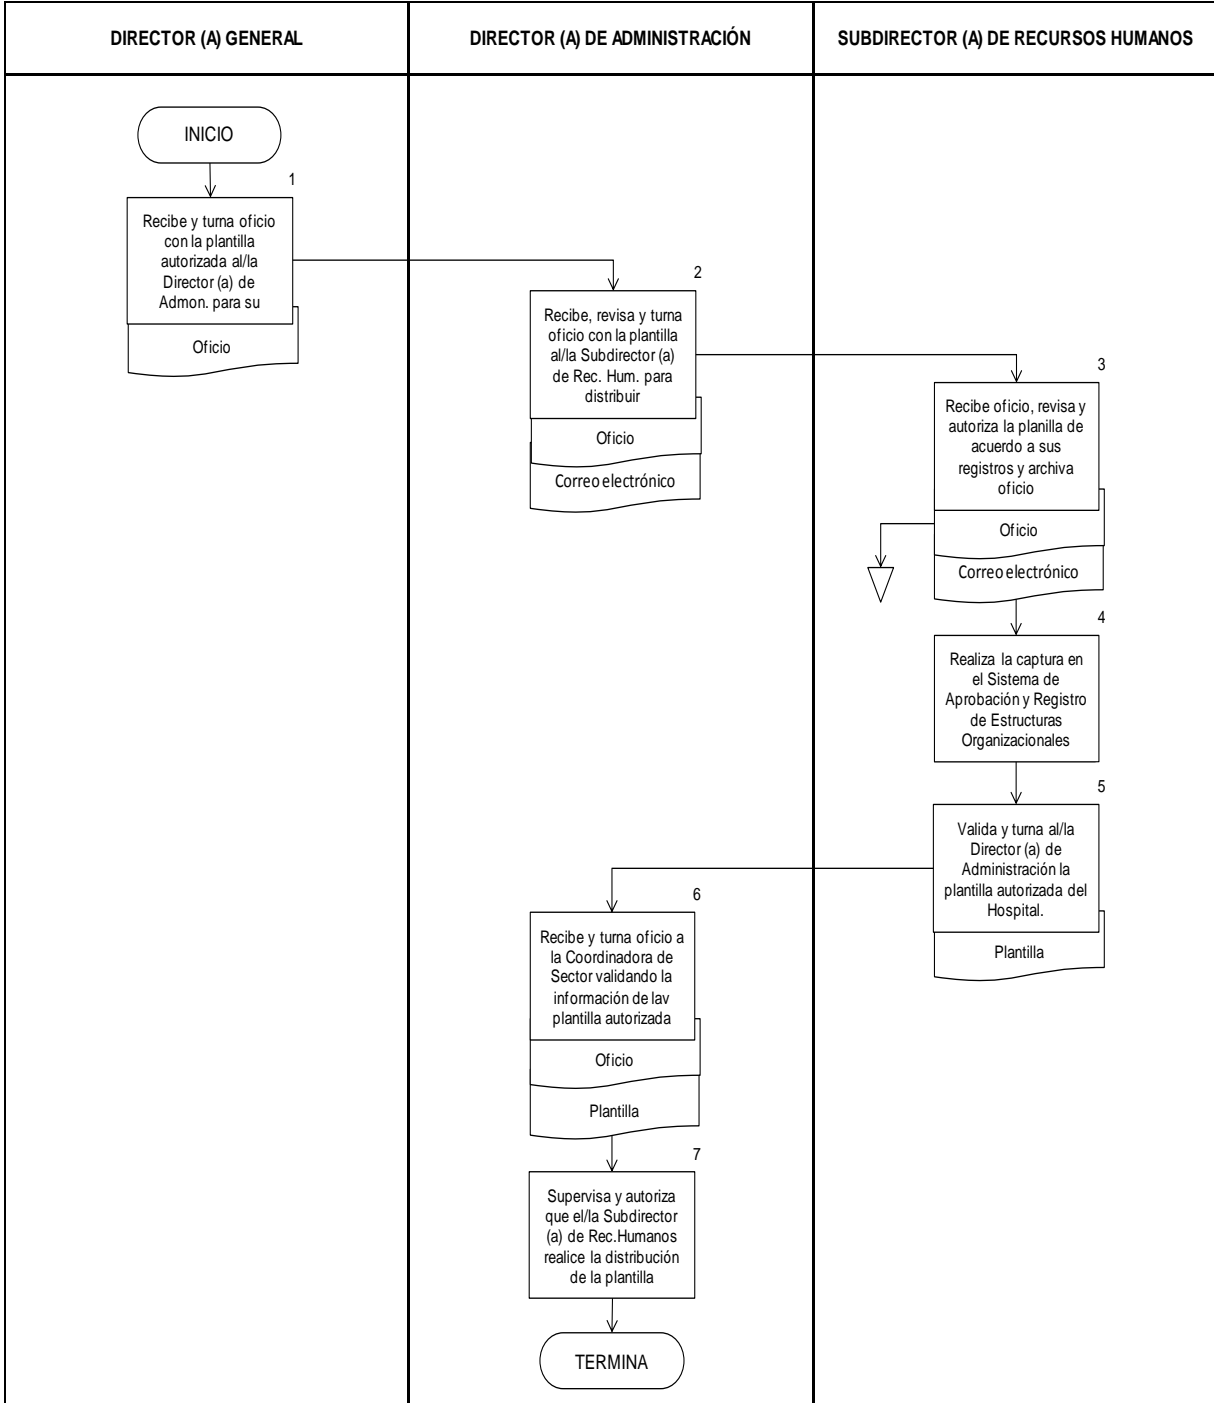 DIRECTOR (A) GENERAL
DIRECTOR (A) DE ADMINISTRACIÓN
SUBDIRECTOR (A) DE RECURSOS HUMANOS
INICIO
1
Recibe y turna oficio
con la plantilla
autorizada al/la
Director (a) de
Admon. para su
Oficio
2
Recibe, revisa y turna
oficio con la plantilla
al/la Subdirector (a)
de Rec. Hum. para
distribuir
Oficio
Correo electrónico
3
Recibe oficio, revisa y
autoriza la planilla de
acuerdo a sus
registros y archiva
oficio
Oficio
Correo electrónico
4
Realiza la captura en
el Sistema de
Aprobación y Registro
de Estructuras
Organizacionales
5
Valida y turna al/la
Director (a) de
Administración la
plantilla autorizada del
Hospital.
Plantilla
6
Recibe y turna oficio a
la Coordinadora de
Sector validando la
información de lav
plantilla autorizada
Oficio
Plantilla
7
Supervisa y autoriza
que el/la Subdirector
(a) de Rec.Humanos
realice la distribución
de la plantilla
TERMINA